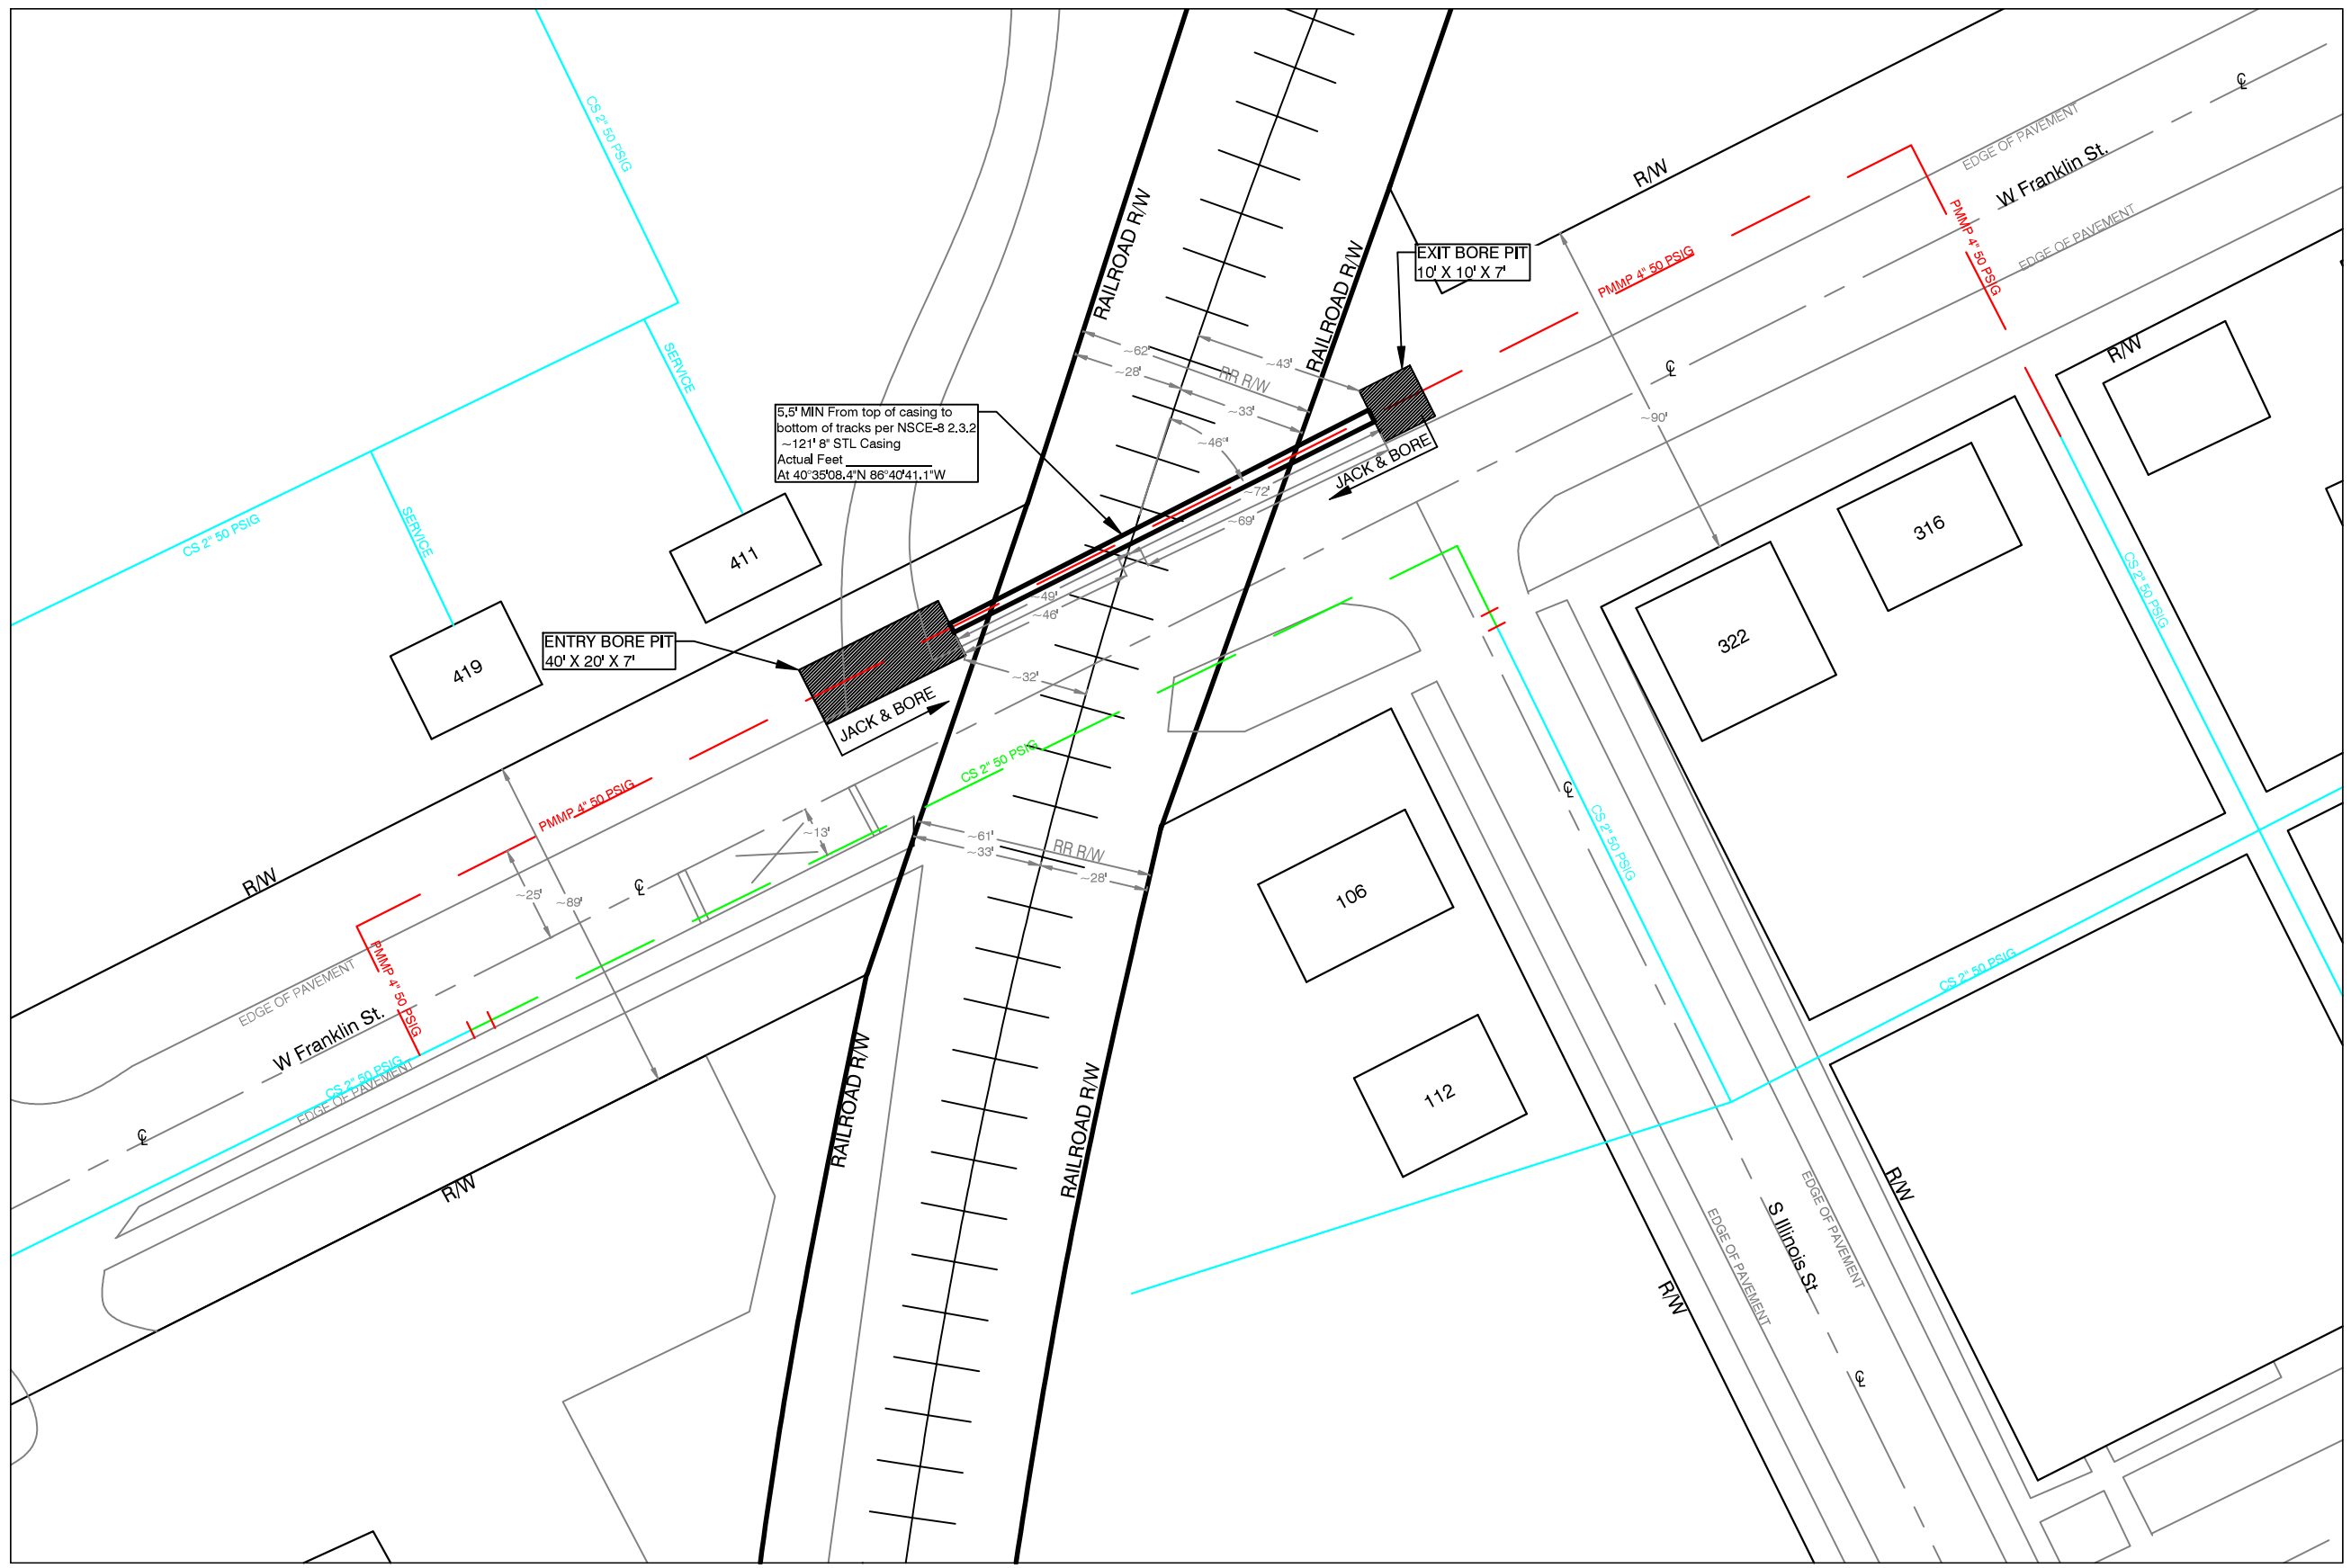 CS 2" 50 PSIG
SERVICE
CS 2" 50 PSIG
SERVICE
411
419
RAILROAD R/W
RAILROAD R/W
EXIT BORE PIT
10' X 10' X 7'
R/W
PMMP 4" 50 PSIG
PMMP 4" 50 PSIG
EDGE OF PAVEMENT
W Franklin St.
EDGE OF PAVEMENT
℄
℄
R/W
~62'
RR R/W
~43'
~28'
~33'
~46°
~72'
~69'
~90'
JACK & BORE
5.5' MIN From top of casing to
bottom of tracks per NSCE-8 2.3.2
~121' 8" STL Casing
Actual Feet ____________
At 40°35'08.4"N 86°40'41.1"W
ENTRY BORE PIT
40' X 20' X 7'
~49'
~46'
~32'
JACK & BORE
CS 2" 50 PSIG
PMMP 4" 50 PSIG
~13'
~61'
RR R/W
~33'
~28'
316
322
CS 2" 50 PSIG
℄
CS 2" 50 PSIG
106
112
CS 2" 50 PSIG
R/W
~25'
~89'
℄
PMMP 4" 50 PSIG
EDGE OF PAVEMENT
W Franklin St.
CS 2" 50 PSIG
EDGE OF PAVEMENT
℄
R/W
RAILROAD R/W
RAILROAD R/W
EDGE OF PAVEMENT
S Illinois St
EDGE OF PAVEMENT
R/W
R/W
℄